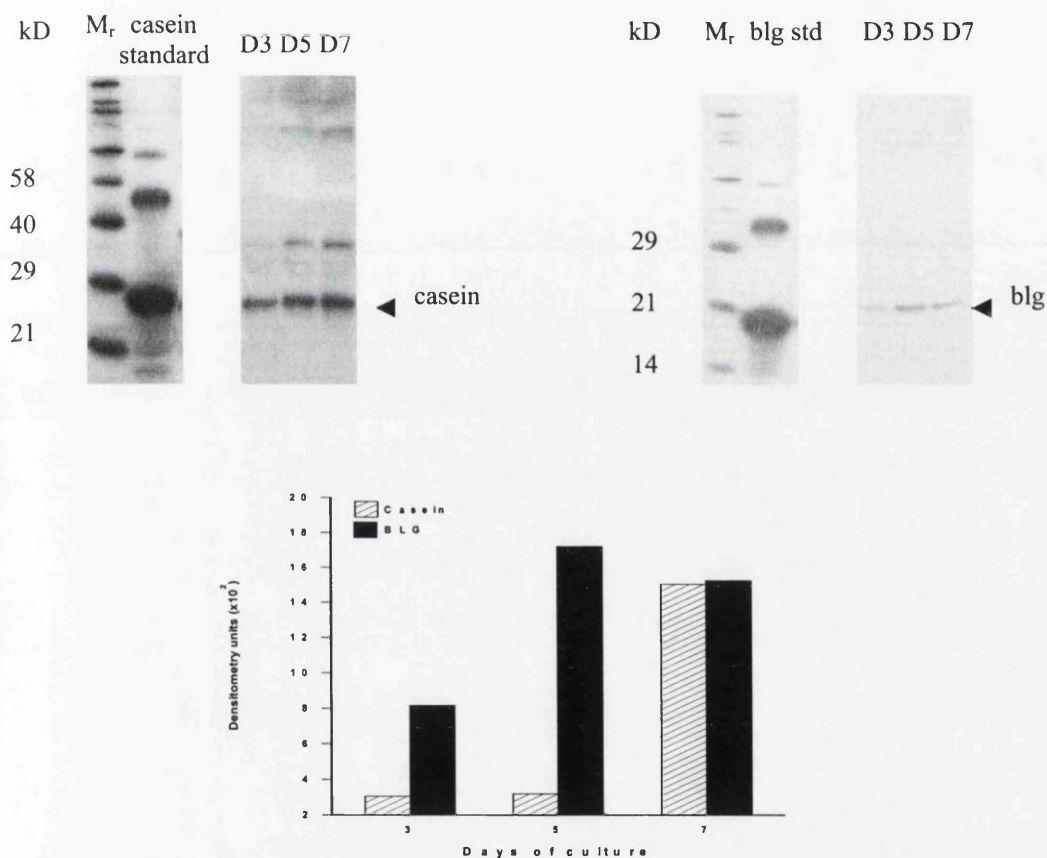 kD Mr casein standard D3 D5 D7
58
40
29
21
casein
kD Mr blg std D3 D5 D7
29
21
14
blg
Casein
BLG
Densitometry units (x10²)
20
18
16
14
12
10
8
6
4
2
3 5 7
Days of culture